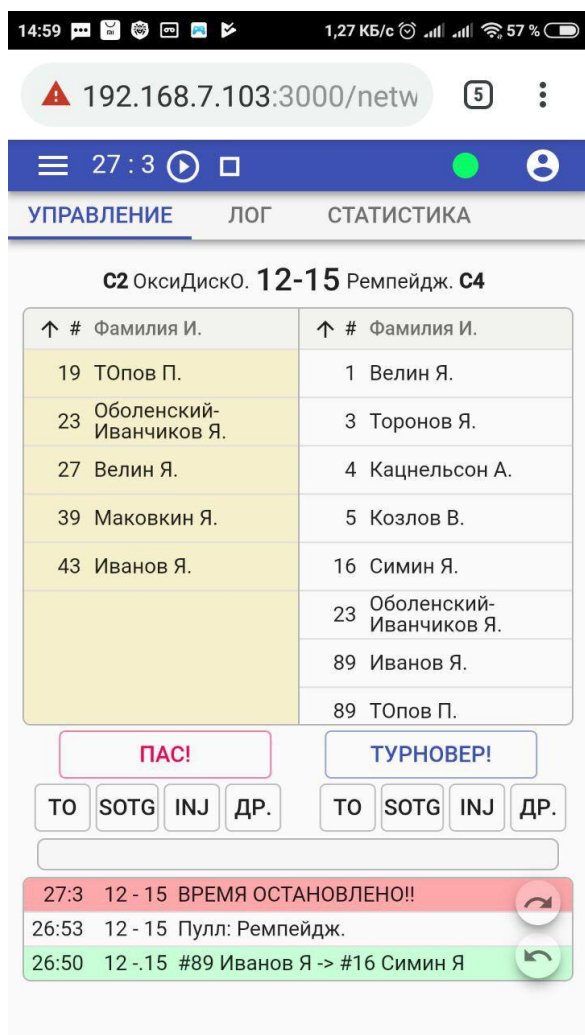 14:59 1,27 КБ/с 57 %
192.168.7.103:3000/netw 5
27 : 3
УПРАВЛЕНИЕ ЛОГ СТАТИСТИКА
C2 ОксиДискО. 12-15 Ремпейдж. C4
# Фамилия И. # Фамилия И.
19 ТОпов П. 1 Велин Я.
23 Оболенский-
Иванчиков Я. 3 Торонов Я.
27 Велин Я. 4 Кацнельсон А.
39 Маковкин Я. 5 Козлов В.
43 Иванов Я. 16 Симин Я.
23 Оболенский-
Иванчиков Я.
89 Иванов Я.
89 ТОпов П.
ПАС! ТУРНОВЕР!
ТО SOTG INJ ДР. ТО SOTG INJ ДР.
27:3 12 - 15 ВРЕМЯ ОСТАНОВЛЕНО!!
26:53 12 - 15 Пулл: Ремпейдж.
26:50 12 -.15 #89 Иванов Я -> #16 Симин Я